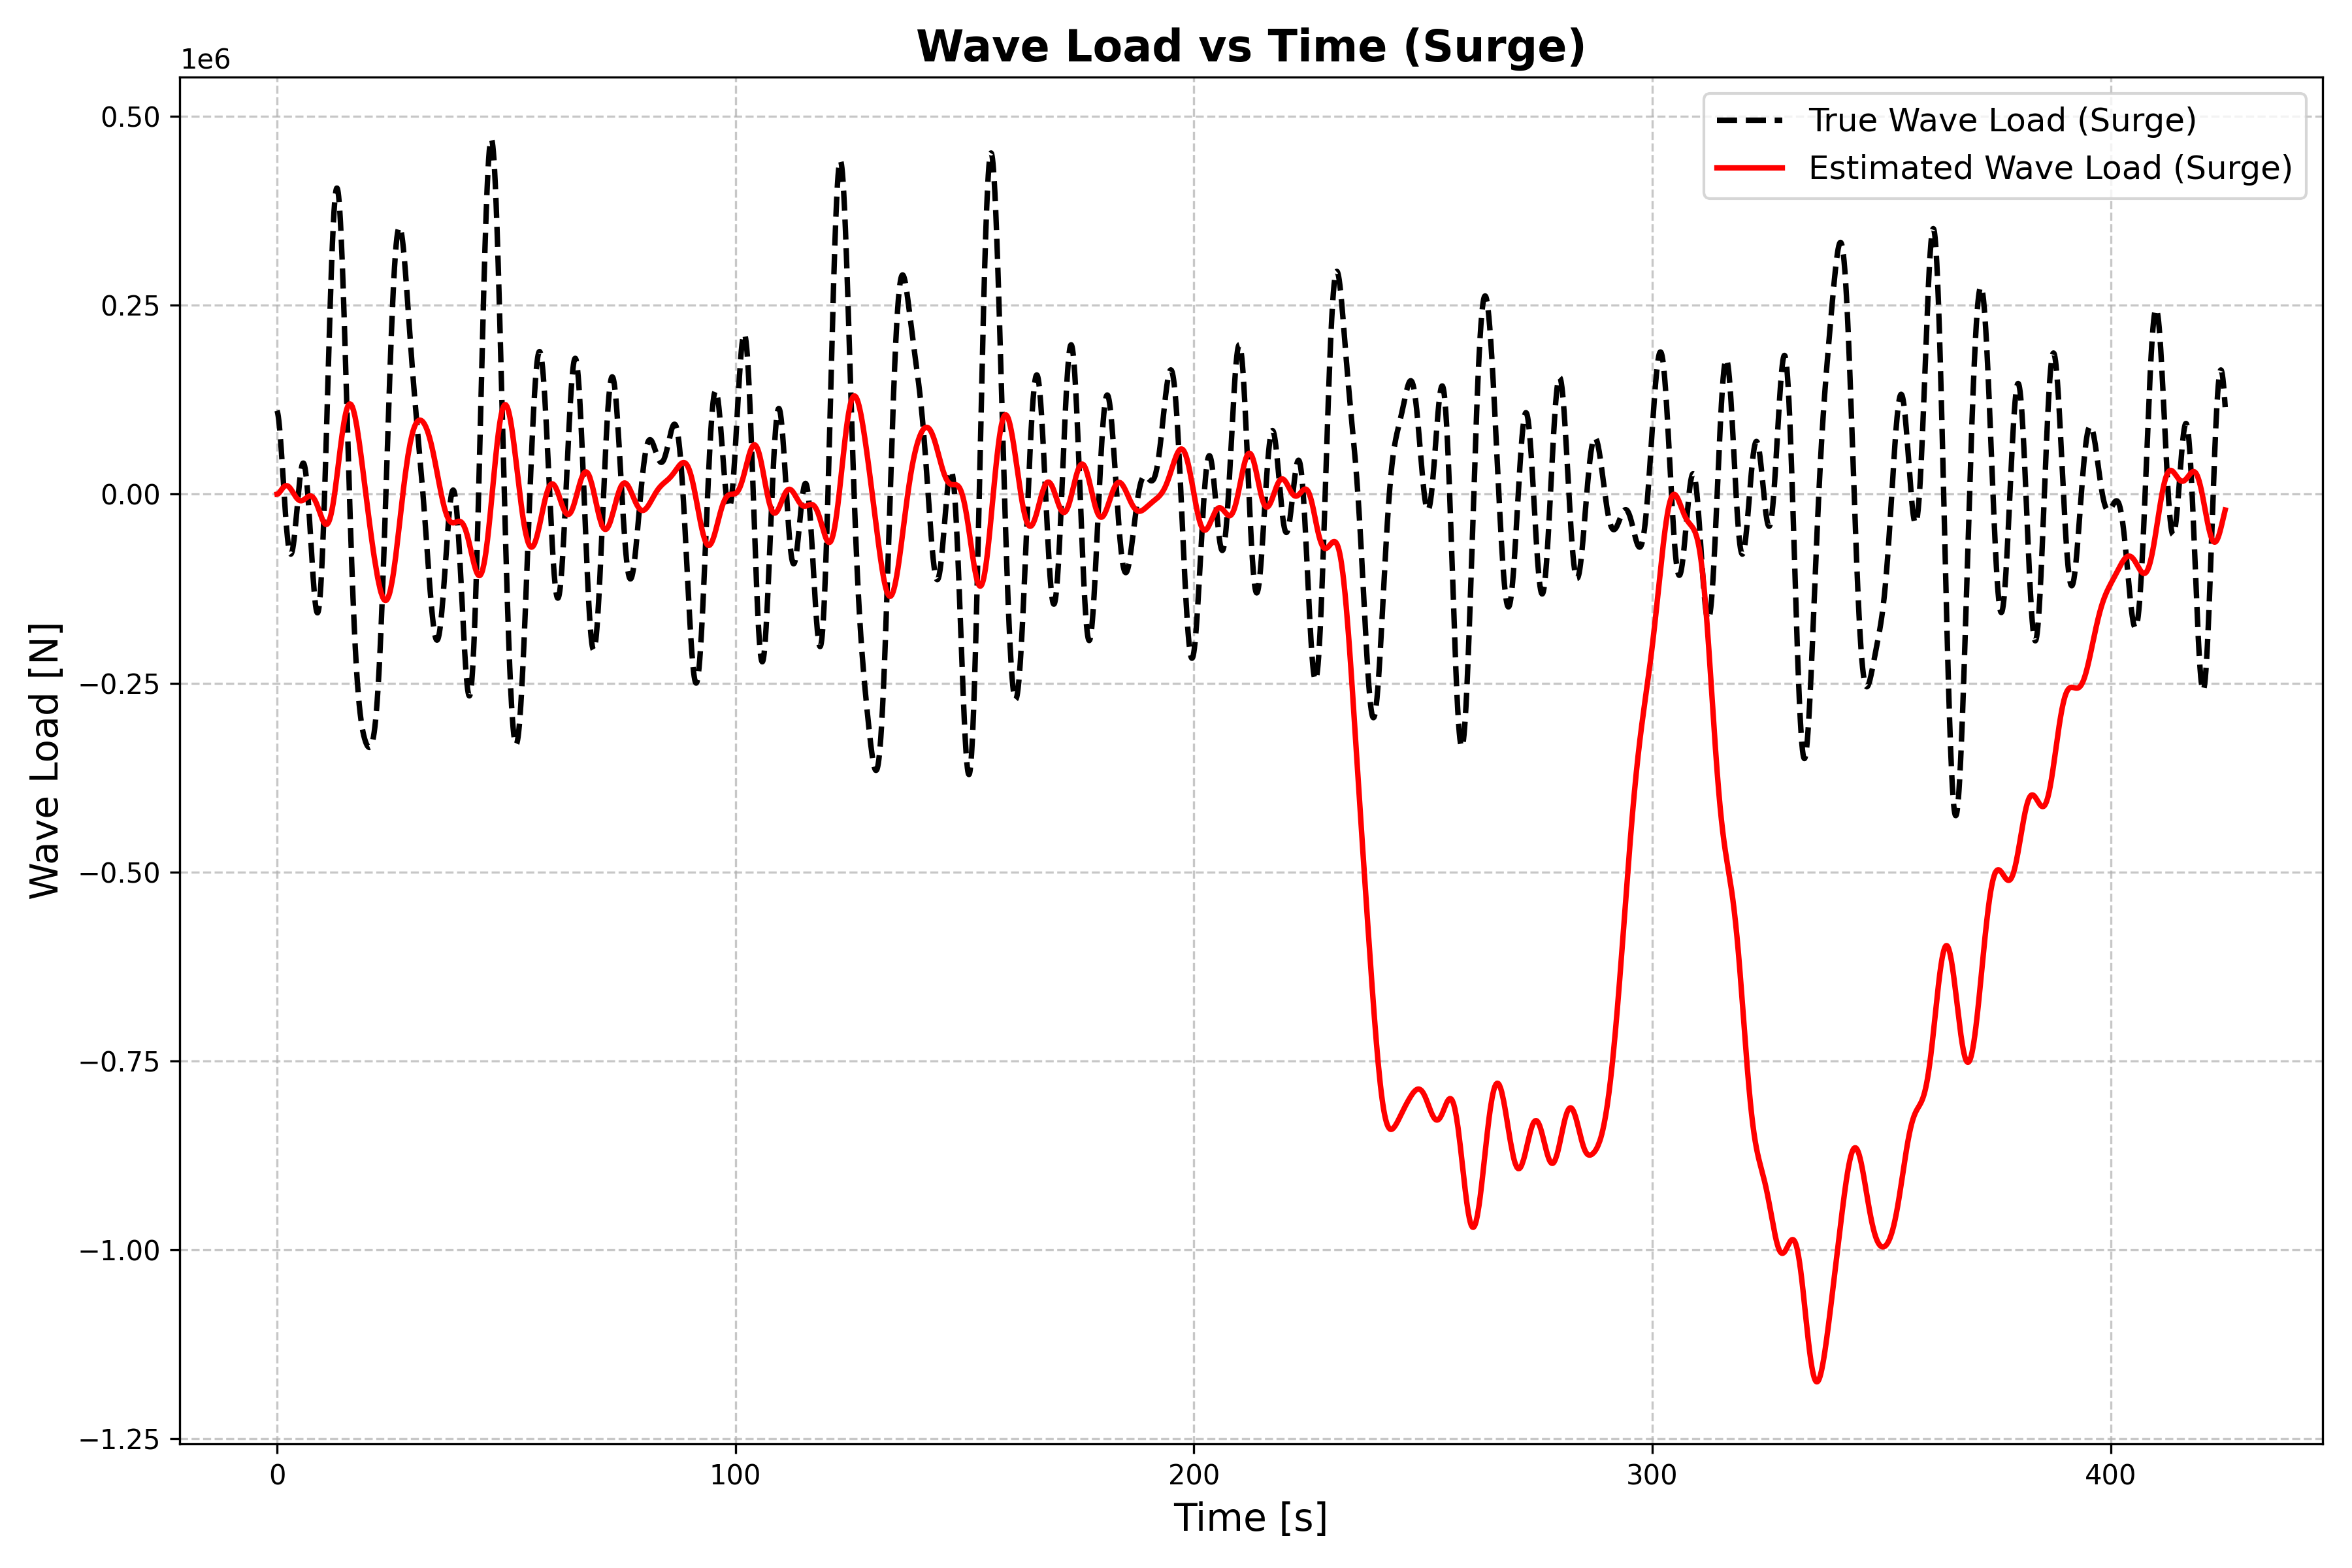 Wave Load vs Time (Surge)
1e6
True Wave Load (Surge)
Estimated Wave Load (Surge)
Wave Load [N]
0.50
0.25
0.00
−0.25
−0.50
−0.75
−1.00
−1.25
0 100 200 300 400
Time [s]